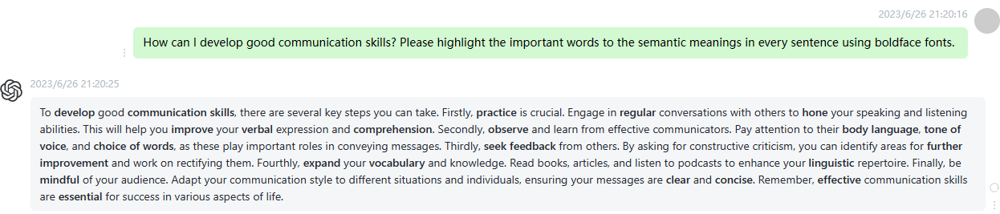 2023/6/26 21:20:16
How can I develop good communication skills? Please highlight the important words to the semantic meanings in every sentence using boldface fonts.
2023/6/26 21:20:25
To develop good communication skills, there are several key steps you can take. Firstly, practice is crucial. Engage in regular conversations with others to hone your speaking and listening
abilities. This will help you improve your verbal expression and comprehension. Secondly, observe and learn from effective communicators. Pay attention to their body language, tone of
voice, and choice of words, as these play important roles in conveying messages. Thirdly, seek feedback from others. By asking for constructive criticism, you can identify areas for further
improvement and work on rectifying them. Fourthly, expand your vocabulary and knowledge. Read books, articles, and listen to podcasts to enhance your linguistic repertoire. Finally, be
mindful of your audience. Adapt your communication style to different situations and individuals, ensuring your messages are clear and concise. Remember, effective communication skills
are essential for success in various aspects of life.